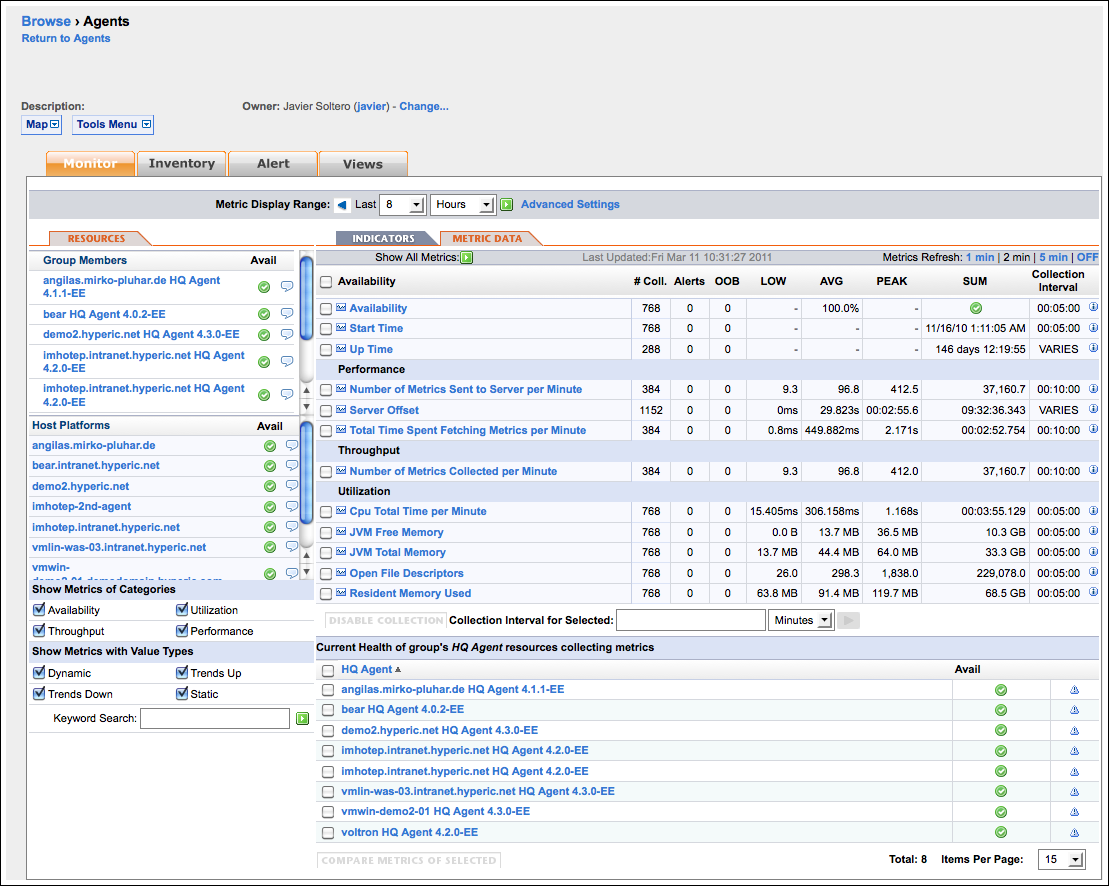 Browse › Agents
Return to Agents
Description:
Owner: Javier Soltero (javier) - Change...
Map
Tools Menu
Monitor
Inventory
Alert
Views
Metric Display Range: Last 8 Hours Advanced Settings
RESOURCES
Group Members Avail
angilas.mirko-pluhar.de HQ Agent
4.1.1-EE
bear HQ Agent 4.0.2-EE
demo2.hyperic.net HQ Agent 4.3.0-EE
imhotep.intranet.hyperic.net HQ Agent
4.2.0-EE
imhotep.intranet.hyperic.net HQ Agent
4.2.0-EE
Host Platforms Avail
angilas.mirko-pluhar.de
bear.intranet.hyperic.net
demo2.hyperic.net
imhotep-2nd-agent
imhotep.intranet.hyperic.net
vmlin-was-03.intranet.hyperic.net
vmwin-
Show Metrics of Categories
Availability Utilization
Throughput Performance
Show Metrics with Value Types
Dynamic Trends Up
Trends Down Static
Keyword Search:
INDICATORS METRIC DATA
Show All Metrics: Last Updated:Fri Mar 11 10:31:27 2011 Metrics Refresh: 1 min | 2 min | 5 min | OFF
Availability # Coll. Alerts OOB LOW AVG PEAK SUM Collection Interval
Availability 768 0 0 - 100.0% - 00:05:00
Start Time 768 0 0 - - - 11/16/10 1:11:05 AM 00:05:00
Up Time 288 0 0 - - - 146 days 12:19:55 VARIES
Performance
Number of Metrics Sent to Server per Minute 384 0 0 9.3 96.8 412.5 37,160.7 00:10:00
Server Offset 1152 0 0 0ms 29.823s 00:02:55.6 09:32:36.343 VARIES
Total Time Spent Fetching Metrics per Minute 384 0 0 0.8ms 449.882ms 2.171s 00:02:52.754 00:10:00
Throughput
Number of Metrics Collected per Minute 384 0 0 9.3 96.8 412.0 37,160.7 00:10:00
Utilization
Cpu Total Time per Minute 768 0 0 15.405ms 306.158ms 1.168s 00:03:55.129 00:05:00
JVM Free Memory 768 0 0 0.0 B 13.7 MB 36.5 MB 10.3 GB 00:05:00
JVM Total Memory 768 0 0 13.7 MB 44.4 MB 64.0 MB 33.3 GB 00:05:00
Open File Descriptors 768 0 0 26.0 298.3 1,838.0 229,078.0 00:05:00
Resident Memory Used 768 0 0 63.8 MB 91.4 MB 119.7 MB 68.5 GB 00:05:00
DISABLE COLLECTION Collection Interval for Selected: Minutes
Current Health of group's HQ Agent resources collecting metrics
HQ Agent Avail
angilas.mirko-pluhar.de HQ Agent 4.1.1-EE
bear HQ Agent 4.0.2-EE
demo2.hyperic.net HQ Agent 4.3.0-EE
imhotep.intranet.hyperic.net HQ Agent 4.2.0-EE
imhotep.intranet.hyperic.net HQ Agent 4.2.0-EE
vmlin-was-03.intranet.hyperic.net HQ Agent 4.3.0-EE
vmwin-demo2-01 HQ Agent 4.3.0-EE
voltron HQ Agent 4.2.0-EE
COMPARE METRICS OF SELECTED
Total: 8 Items Per Page: 15